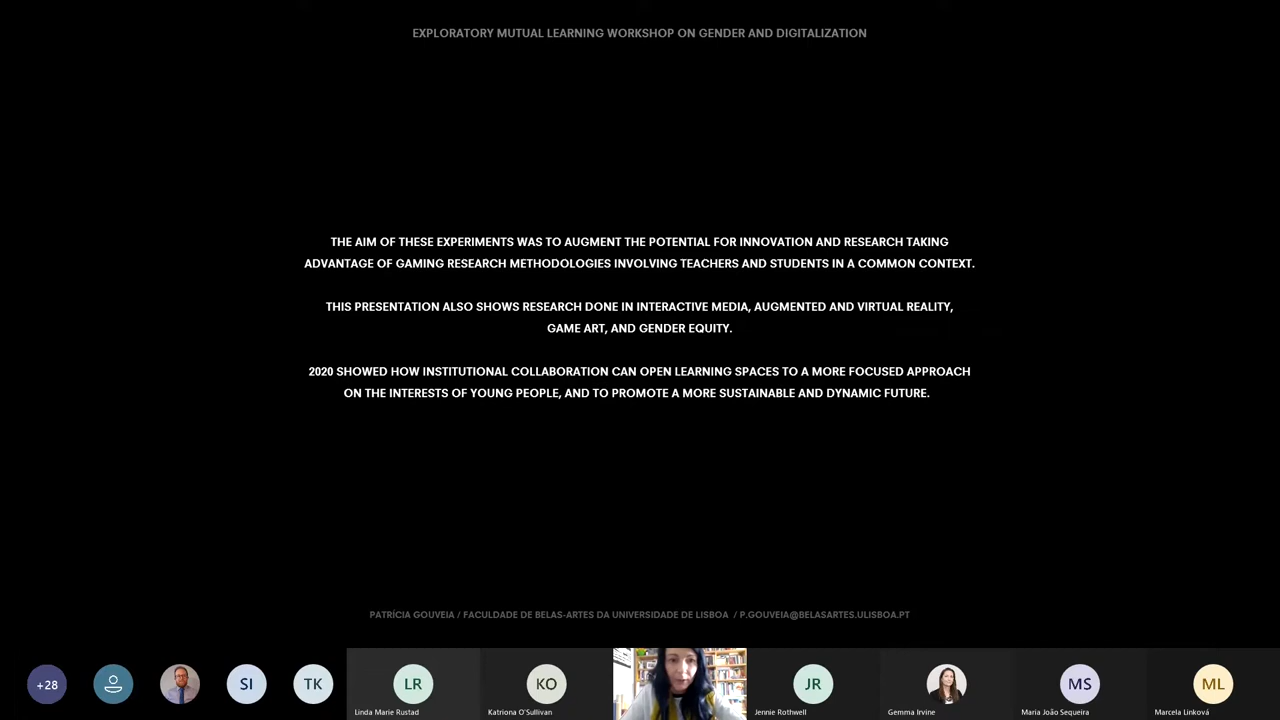 EXPLORATORY MUTUAL LEARNING WORKSHOP ON GENDER AND DIGITALIZATION
THE AIM OF THESE EXPERIMENTS WAS TO AUGMENT THE POTENTIAL FOR INNOVATION AND RESEARCH TAKING
ADVANTAGE OF GAMING RESEARCH METHODOLOGIES INVOLVING TEACHERS AND STUDENTS IN A COMMON CONTEXT.
THIS PRESENTATION ALSO SHOWS RESEARCH DONE IN INTERACTIVE MEDIA, AUGMENTED AND VIRTUAL REALITY,
GAME ART, AND GENDER EQUITY.
2020 SHOWED HOW INSTITUTIONAL COLLABORATION CAN OPEN LEARNING SPACES TO A MORE FOCUSED APPROACH
ON THE INTERESTS OF YOUNG PEOPLE, AND TO PROMOTE A MORE SUSTAINABLE AND DYNAMIC FUTURE.
PATRÍCIA GOUVEIA / FACULDADE DE BELAS-ARTES DA UNIVERSIDADE DE LISBOA / P.GOUVEIA@BELASARTES.ULISBOA.PT
+28 SI TK LR KO JR MS ML
Linda Marie Rustad Katriona O'Sullivan Jennie Rothwell Gemma Irvine Maria João Sequeira Marcela Linková